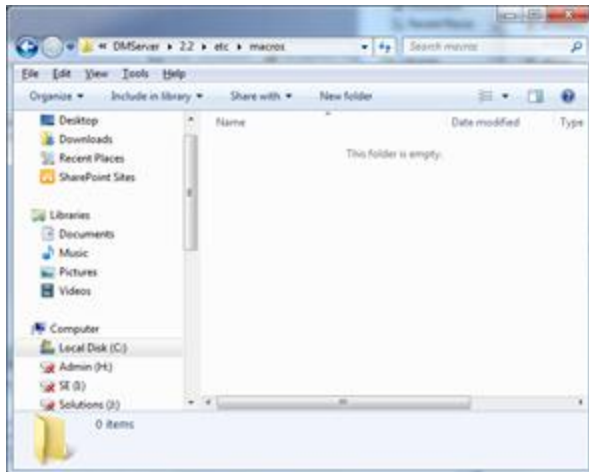 « DMServer ▸ 2.2 ▸ etc ▸ macros
Search macros
File Edit View Tools Help
Organize Include in library Share with New folder
Name Date modified Type
This folder is empty.
Desktop
Downloads
Recent Places
SharePoint Sites
Libraries
Documents
Music
Pictures
Videos
Computer
Local Disk (C:)
Admin (H:)
SE (I:)
Solutions (J:)
0 items